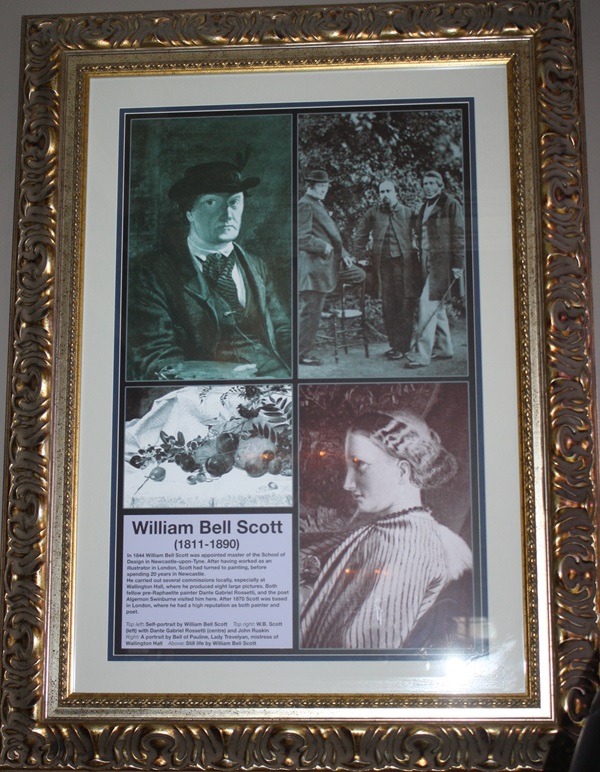 William Bell Scott
(1811-1890)
In 1844 William Bell Scott was appointed master of the School of
Design in Newcastle-upon-Tyne. After having worked as an
illustrator in London, Scott had turned to painting, before
spending 20 years in Newcastle.
He carried out several commissions locally, especially at
Wallington Hall, where he produced eight large pictures. Both
fellow pre-Raphaelite painter Dante Gabriel Rossetti, and the poet
Algernon Swinburne visited him here. After 1870 Scott was based
in London, where he had a high reputation as both painter and
poet.
Top left: Self-portrait by William Bell Scott Top right: W.B. Scott
(left) with Dante Gabriel Rossetti (centre) and John Ruskin
Right: A portrait by Bell of Pauline, Lady Trevelyan, mistress of
Wallington Hall Above: Still life by William Bell Scott